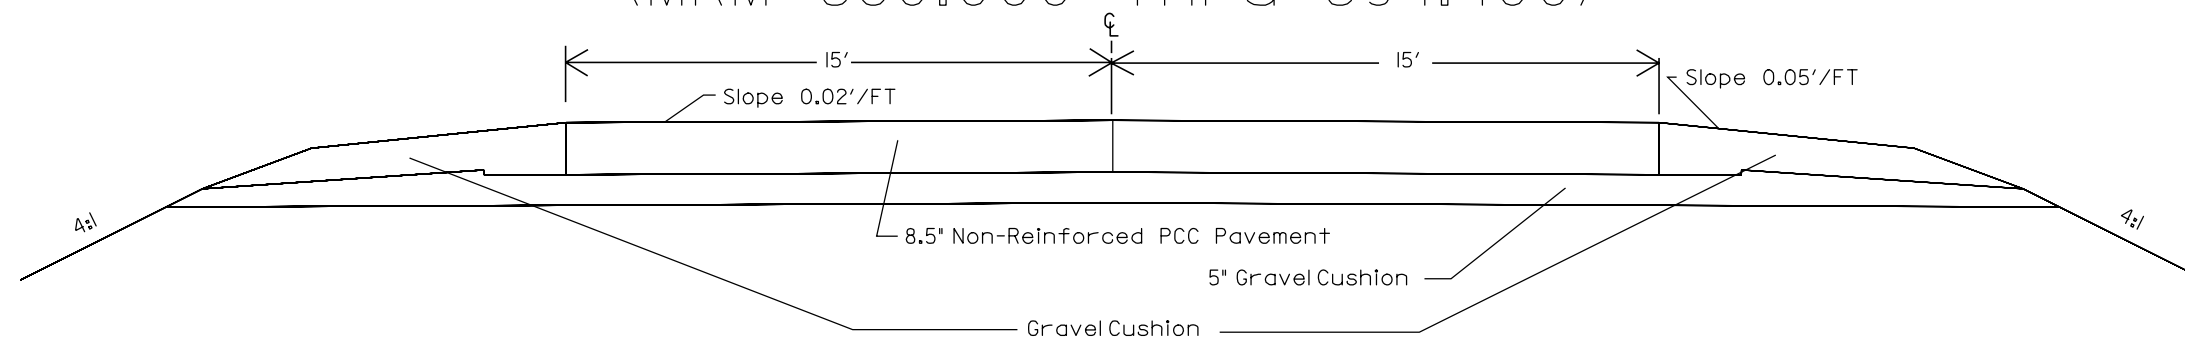 ℄
15'
15'
Slope 0.02'/FT
Slope 0.05'/FT
4:1
4:1
8.5" Non-Reinforced PCC Pavement
5" Gravel Cushion
Gravel Cushion